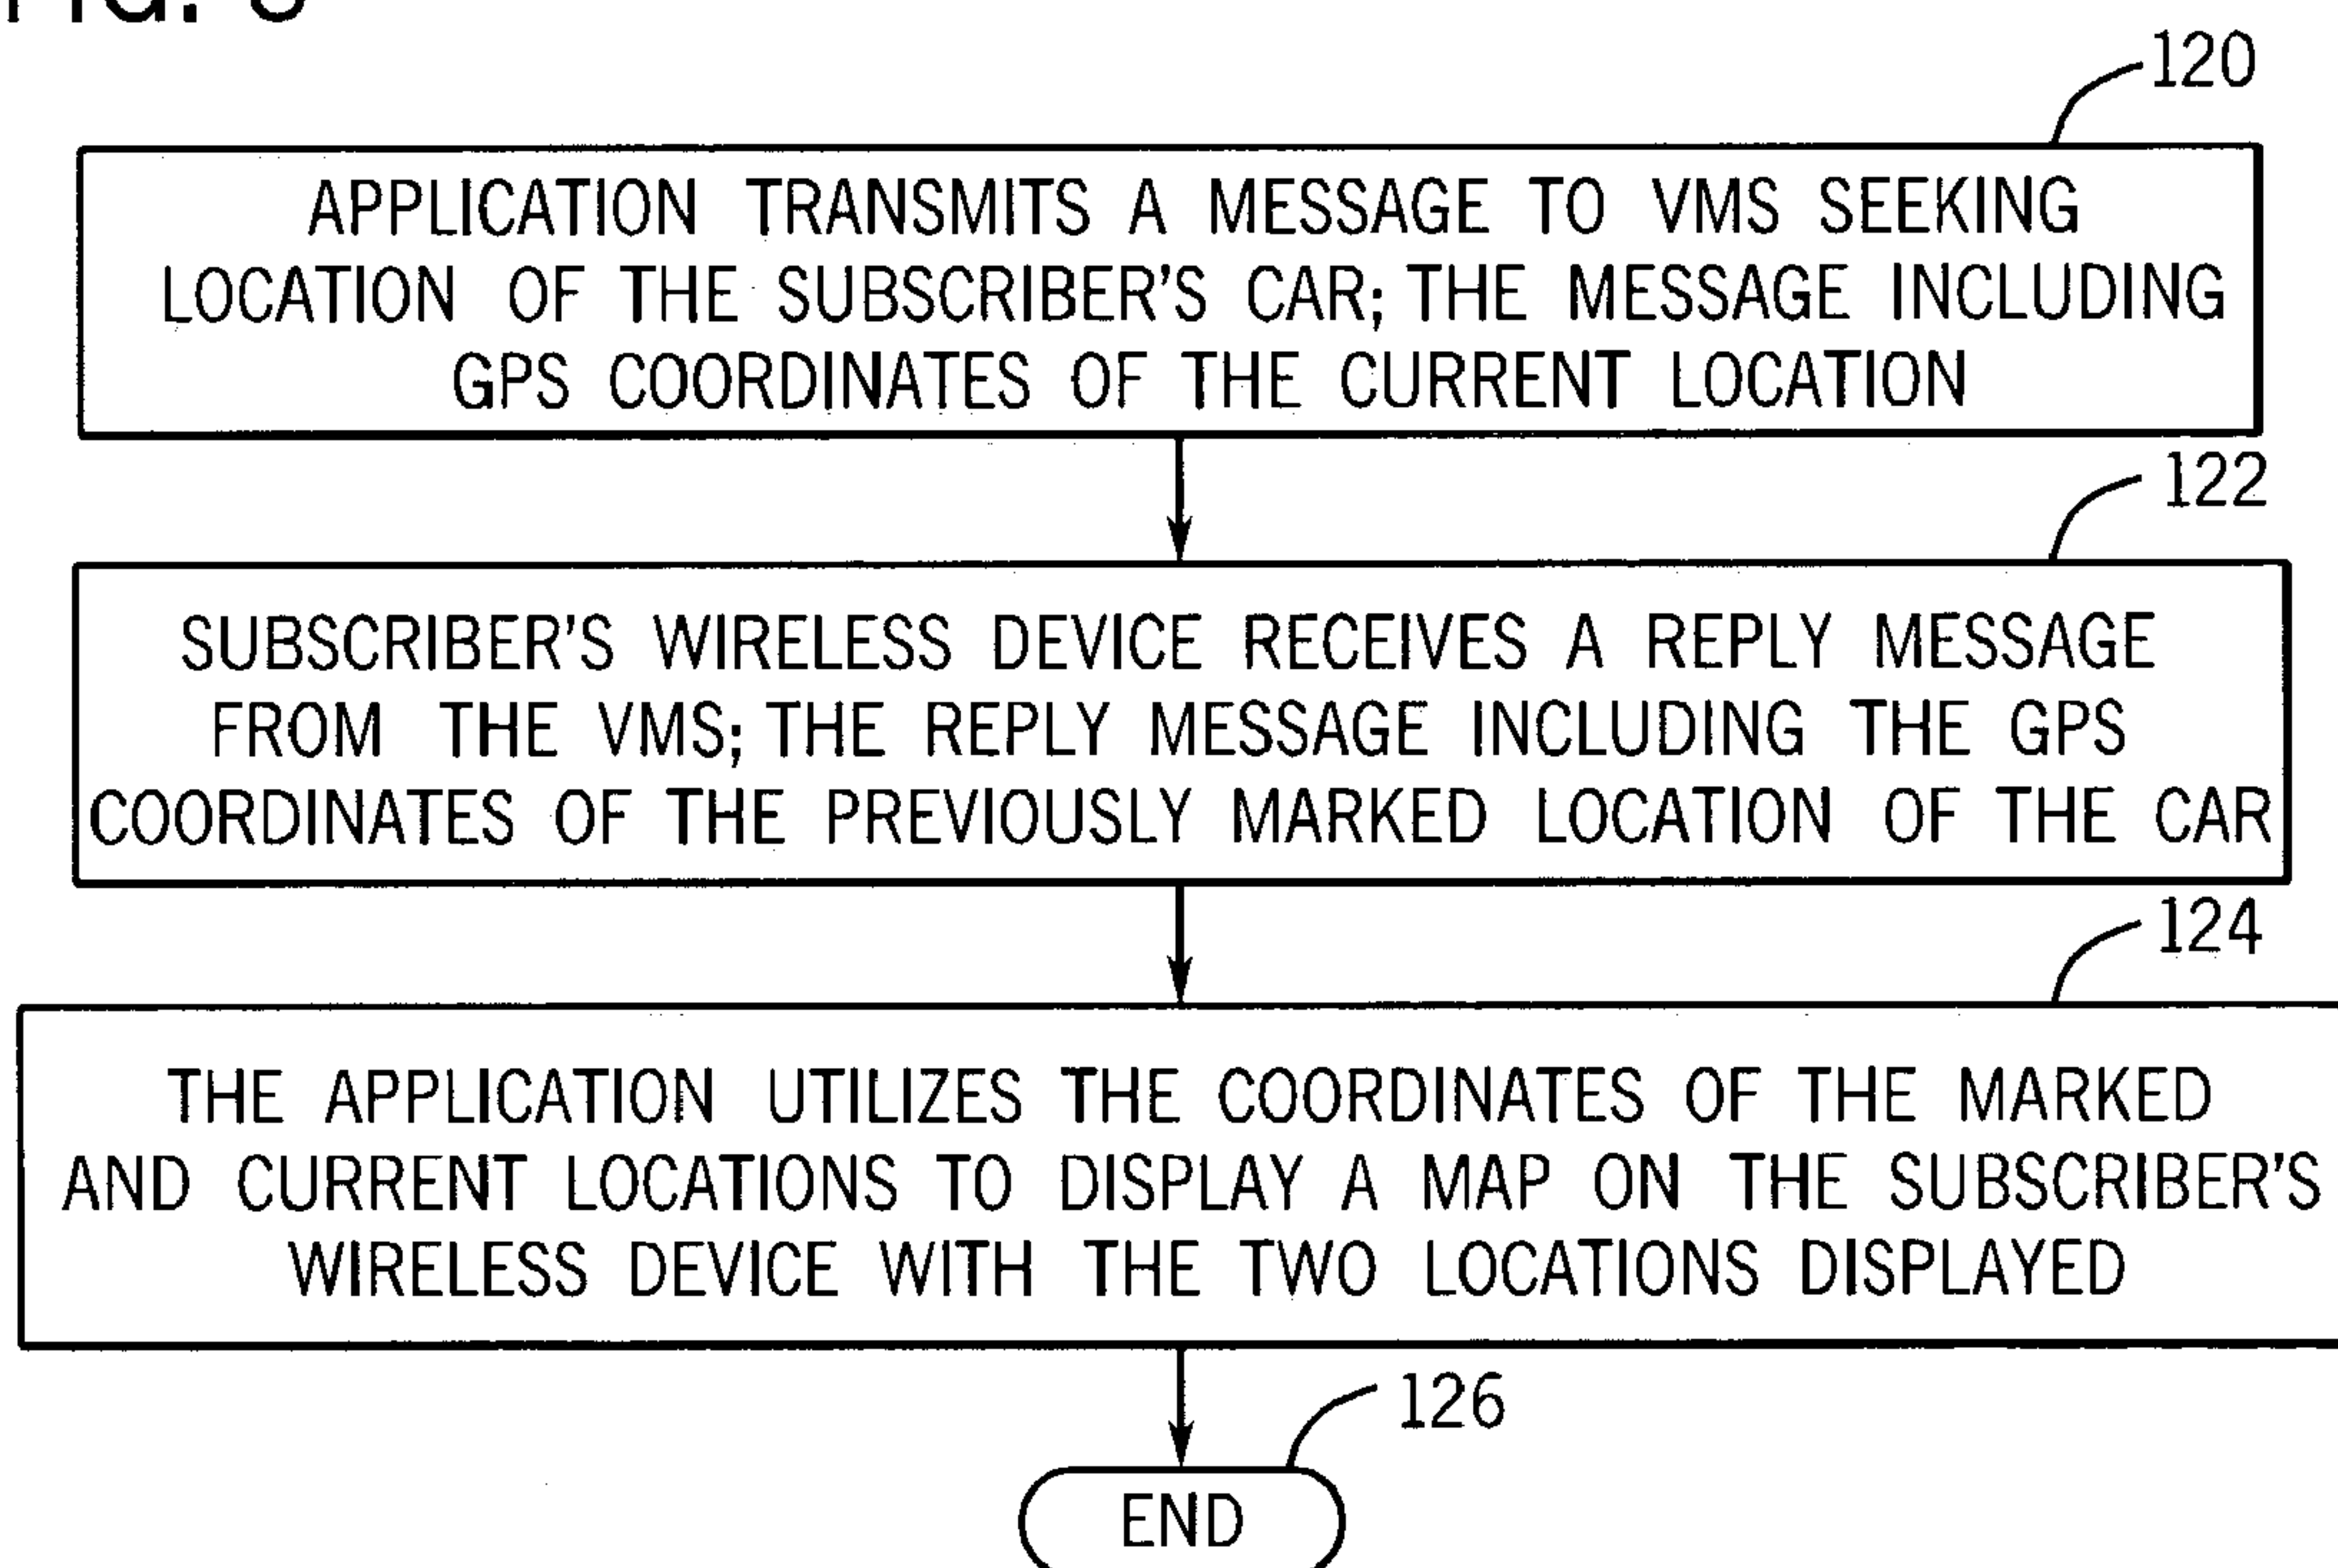 120
APPLICATION TRANSMITS A MESSAGE TO VMS SEEKING
LOCATION OF THE SUBSCRIBER'S CAR; THE MESSAGE INCLUDING
GPS COORDINATES OF THE CURRENT LOCATION
122
SUBSCRIBER'S WIRELESS DEVICE RECEIVES A REPLY MESSAGE
FROM THE VMS; THE REPLY MESSAGE INCLUDING THE GPS
COORDINATES OF THE PREVIOUSLY MARKED LOCATION OF THE CAR
124
THE APPLICATION UTILIZES THE COORDINATES OF THE MARKED
AND CURRENT LOCATIONS TO DISPLAY A MAP ON THE SUBSCRIBER'S
WIRELESS DEVICE WITH THE TWO LOCATIONS DISPLAYED
126
END